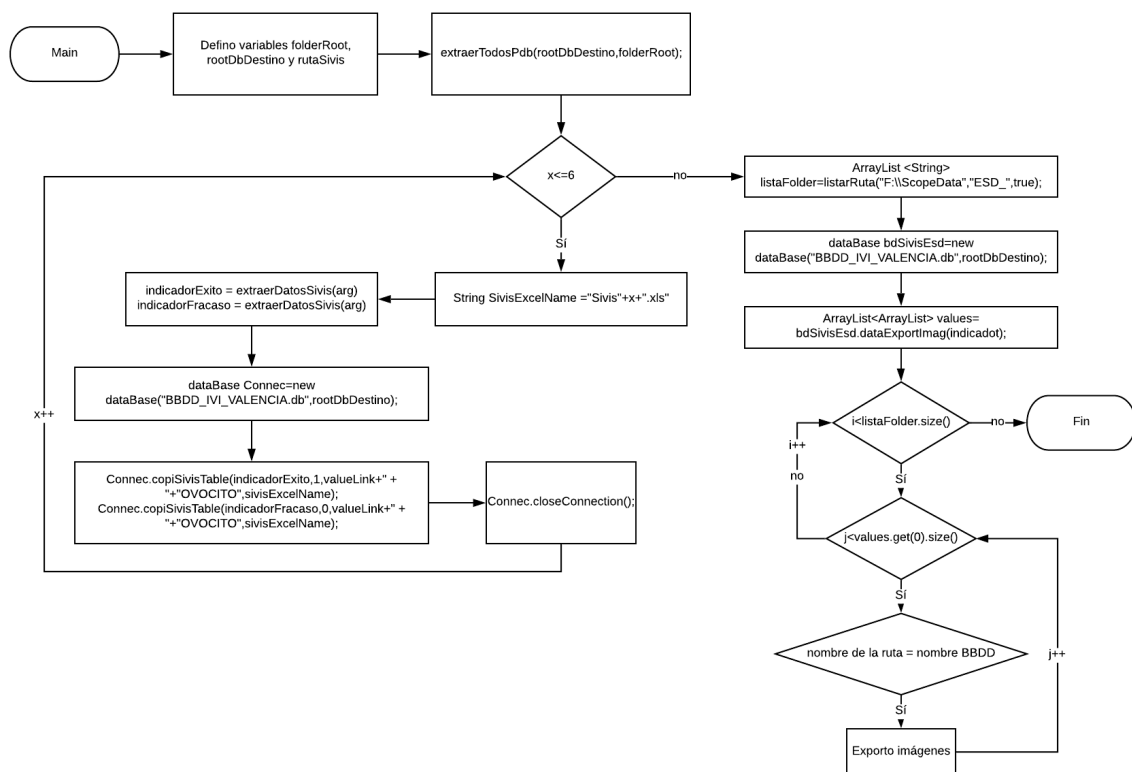 Main
Defino variables folderRoot,
rootDbDestino y rutaSivis
extraerTodosPdb(rootDbDestino,folderRoot);
x<=6
no
Sí
String SivisExcelName ="Sivis"+x+".xls"
indicadorExito = extraerDatosSivis(arg)
indicadorFracaso = extraerDatosSivis(arg)
dataBase Connec=new
dataBase("BBDD_IVI_VALENCIA.db",rootDbDestino);
Connec.copiSivisTable(indicadorExito,1,valueLink+" " +
"+"OVOCITO",sivisExcelName);
Connec.copiSivisTable(indicadorFracaso,0,valueLink+" " +
"+"OVOCITO",sivisExcelName);
Connec.closeConnection();
x++
ArrayList <String>
listaFolder=listarRuta("F:\\ScopeData","ESD_",true);
dataBase bdSivisEsd=new
dataBase("BBDD_IVI_VALENCIA.db",rootDbDestino);
ArrayList<ArrayList> values=
bdSivisEsd.dataExportImag(indicadot);
i<listaFolder.size()
no
Fin
i++
no
Sí
j<values.get(0).size()
Sí
nombre de la ruta = nombre BBDD
j++
Sí
Exporto imágenes